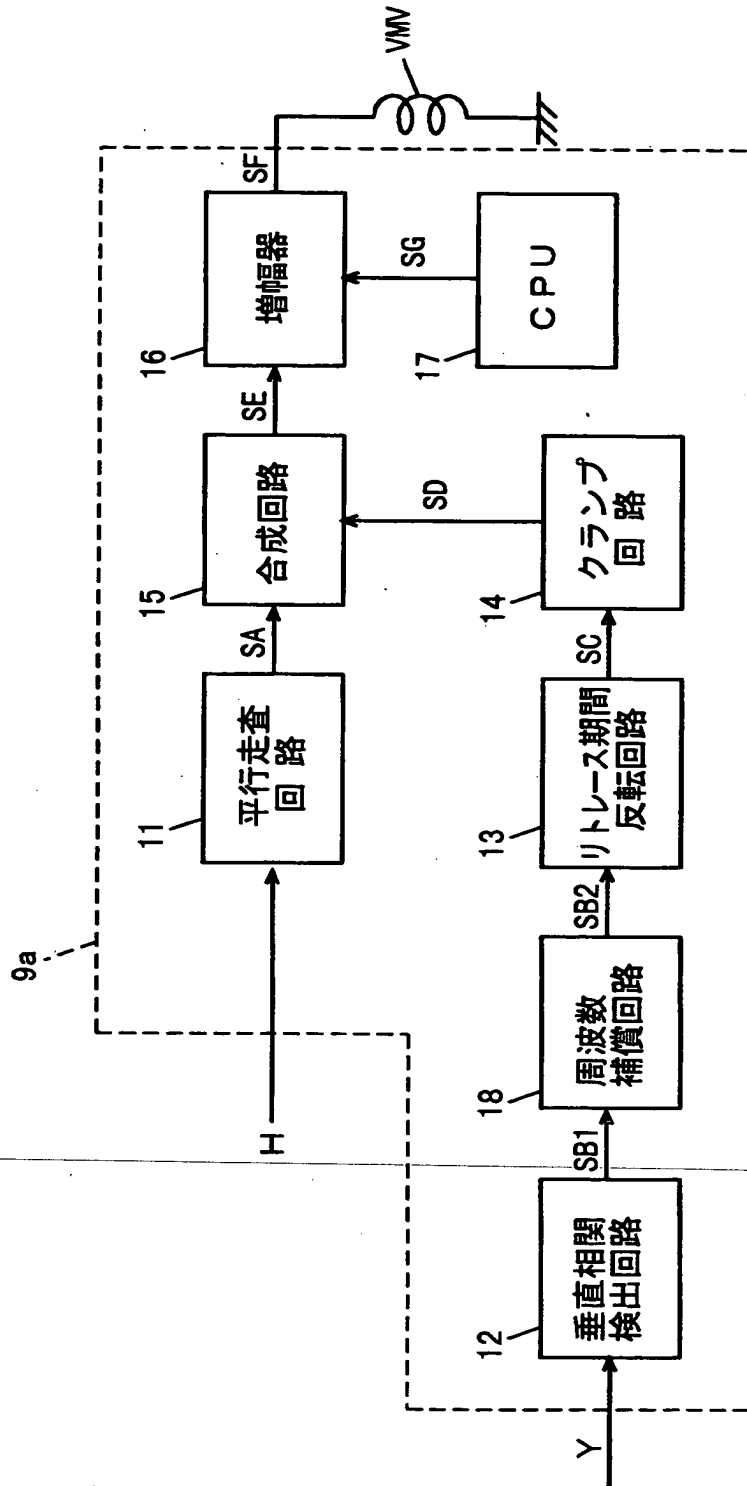 9a
H
11
平行走査
回 路
SA
15
合成回路
SE
16
増幅器
SF
VMV
SG
17
CPU
SD
Y
12
垂直相関
検出回路
SB1
18
周波数
補償回路
SB2
13
リトレース期間
反転回路
SC
14
クランプ
回 路